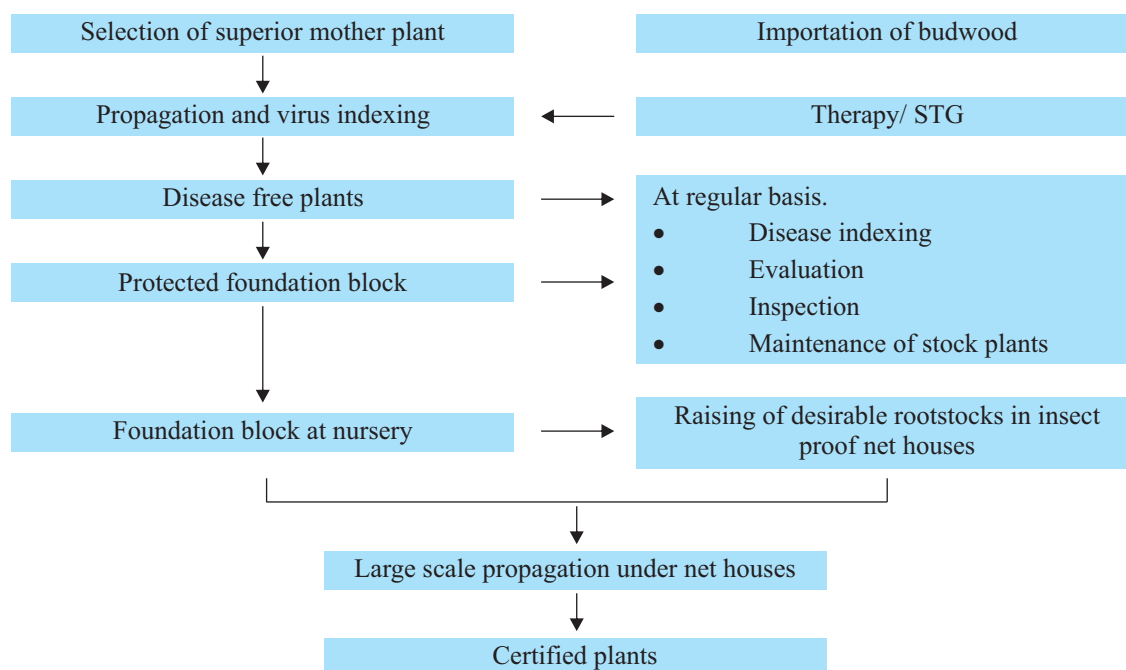 Selection of superior mother plant
Importation of budwood
Propagation and virus indexing
Therapy/ STG
Disease free plants
At regular basis.
• Disease indexing
• Evaluation
• Inspection
• Maintenance of stock plants
Protected foundation block
Foundation block at nursery
Raising of desirable rootstocks in insect
proof net houses
Large scale propagation under net houses
Certified plants